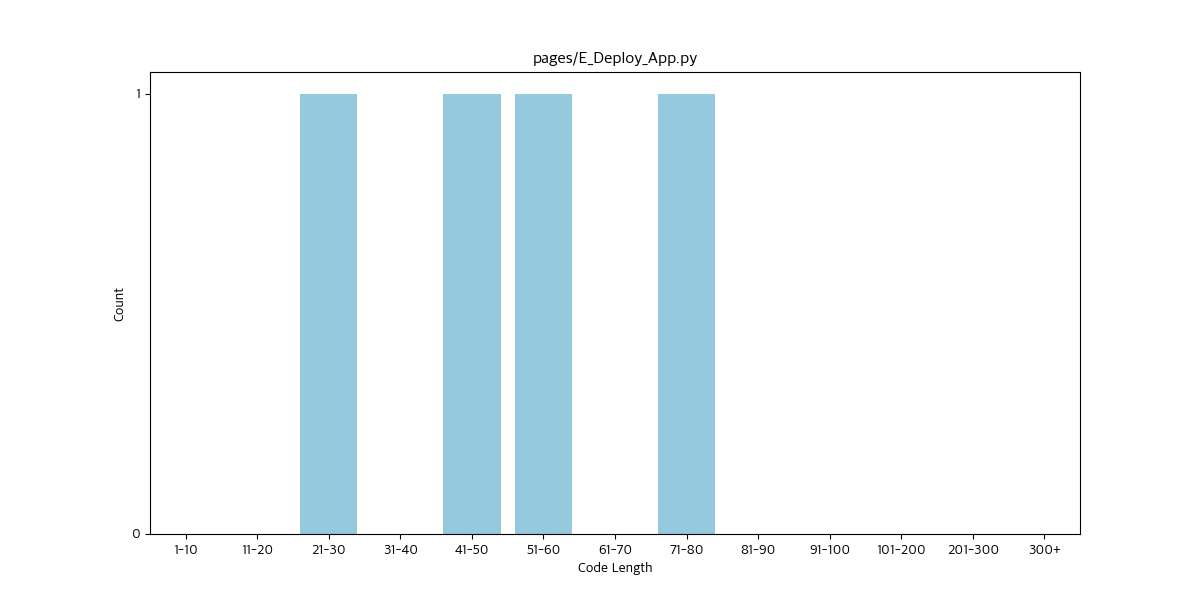 pages/E_Deploy_App.py
1
Count
0
1-10 11-20 21-30 31-40 41-50 51-60 61-70 71-80 81-90 91-100 101-200 201-300 300+
Code Length